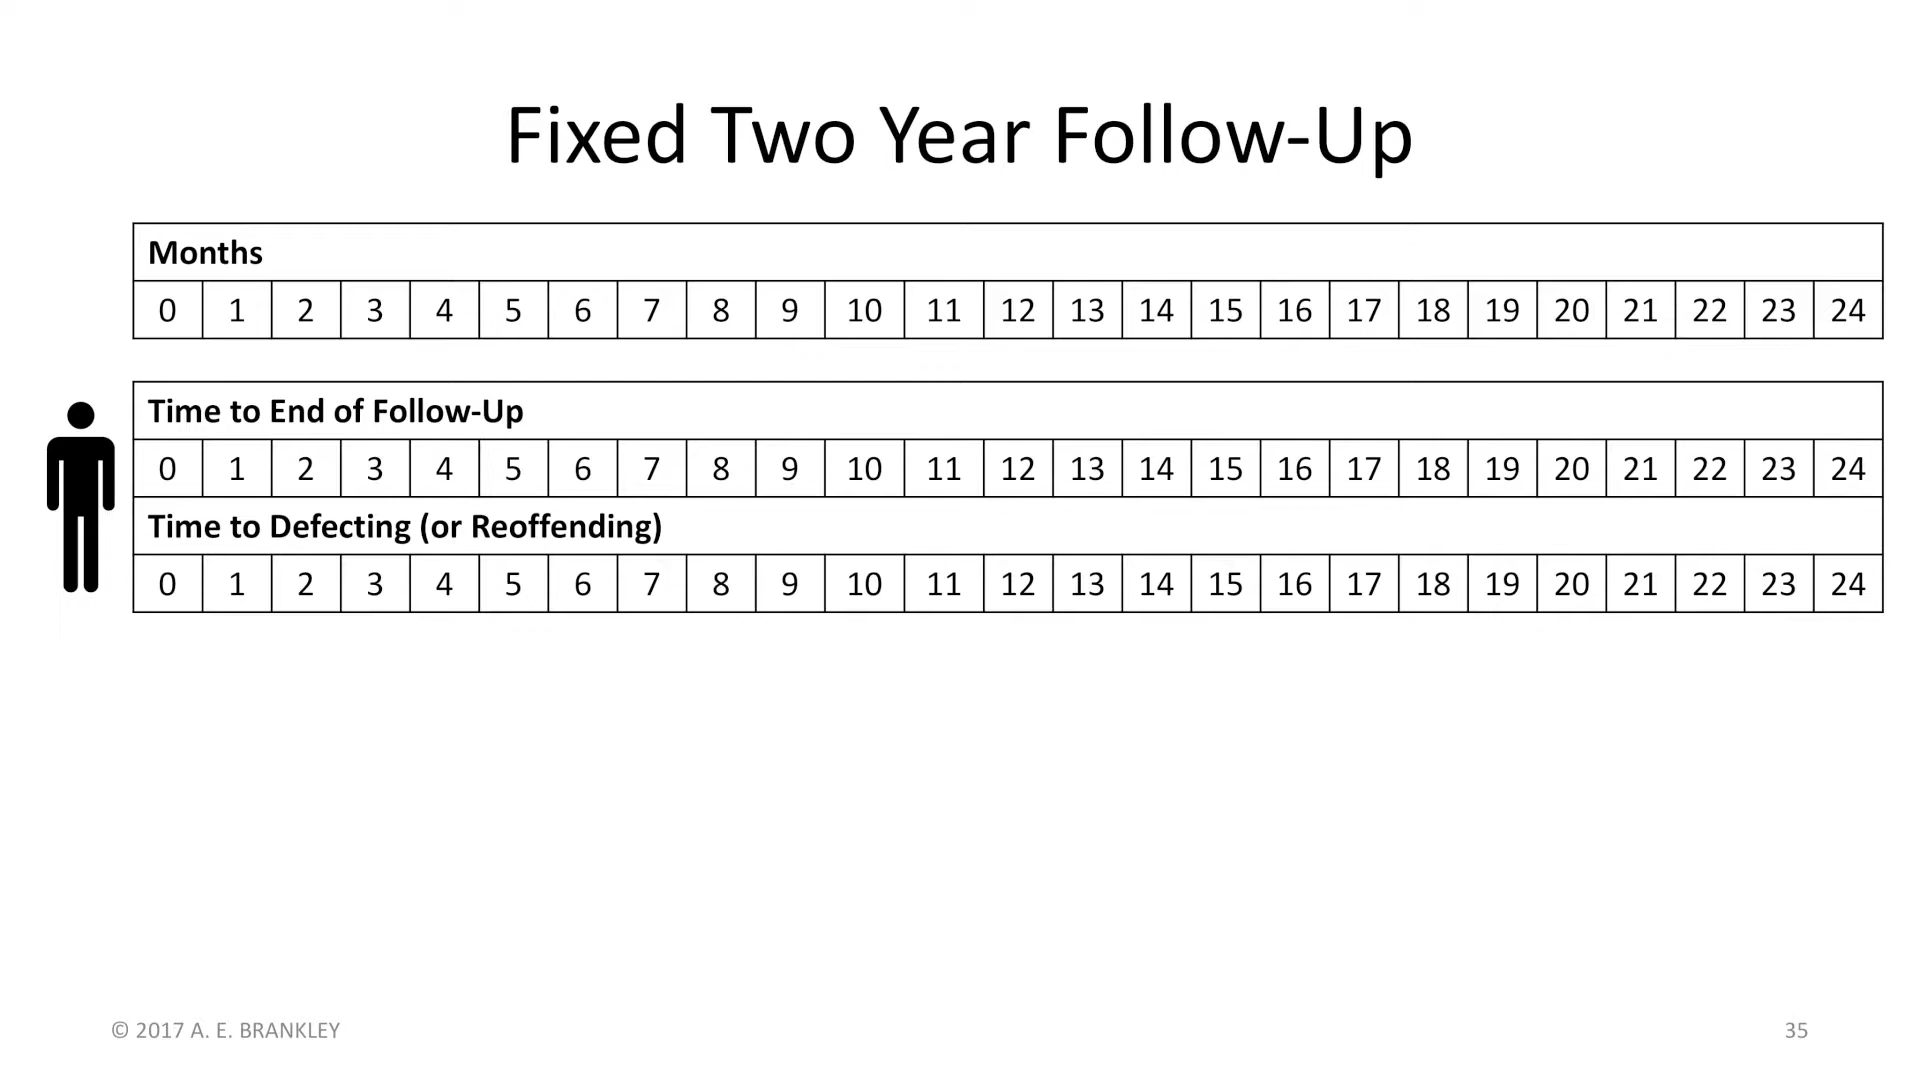 Fixed Two Year Follow-Up
Months
0 1 2 3 4 5 6 7 8 9 10 11 12 13 14 15 16 17 18 19 20 21 22 23 24
Time to End of Follow-Up
0 1 2 3 4 5 6 7 8 9 10 11 12 13 14 15 16 17 18 19 20 21 22 23 24
Time to Defecting (or Reoffending)
0 1 2 3 4 5 6 7 8 9 10 11 12 13 14 15 16 17 18 19 20 21 22 23 24
© 2017 A. E. BRANKLEY
35